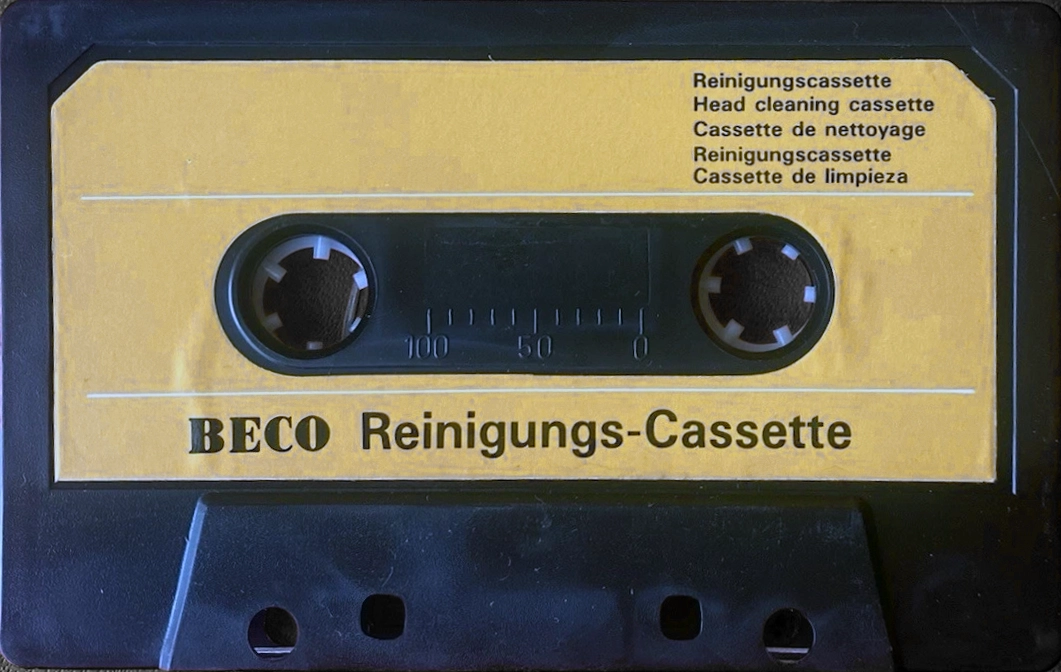 Reinigungscassette
Head cleaning cassette
Cassette de nettoyage
Reinigungscassette
Cassette de limpieza
100 50 0
BECO Reinigungs-Cassette